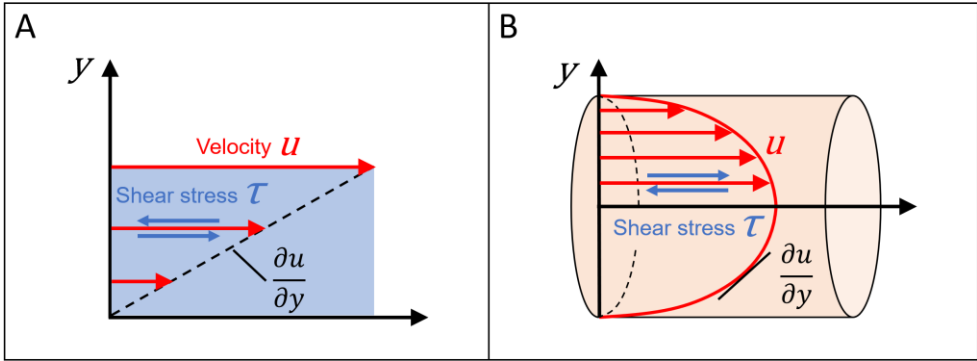 A
y
Velocity u
Shear stress τ
∂u
∂y
B
y
u
Shear stress τ
∂u
∂y